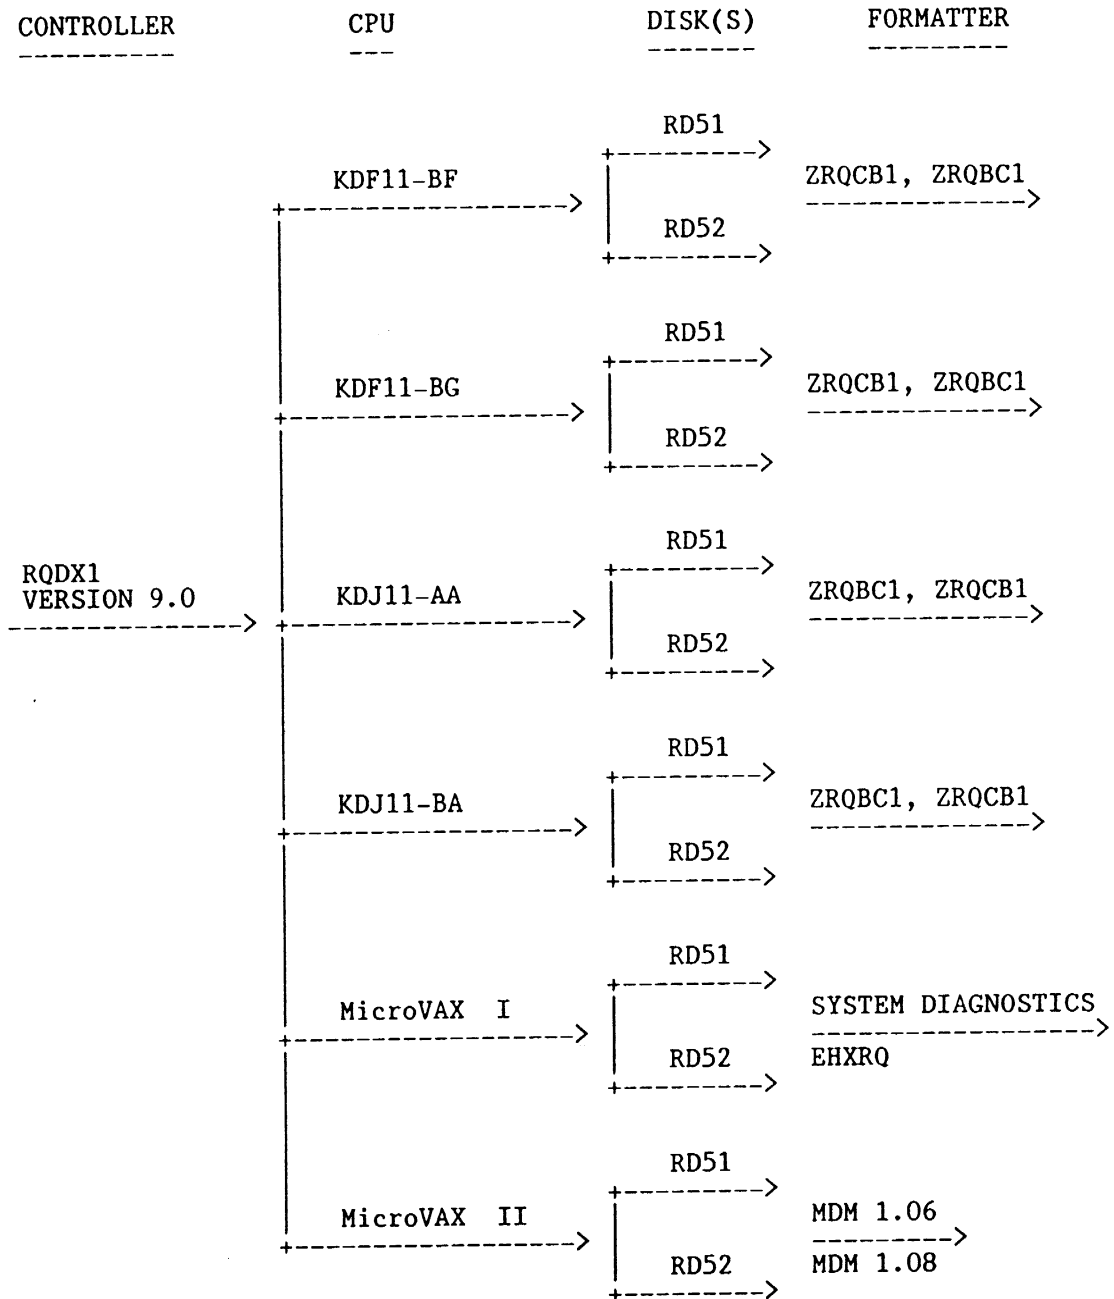 CONTROLLER CPU DISK(S) FORMATTER
RD51
KDF11-BF ZRQCB1, ZRQBC1
RD52
RD51
KDF11-BG ZRQCB1, ZRQBC1
RD52
RD51
RQDX1
VERSION 9.0 KDJ11-AA ZRQBC1, ZRQCB1
RD52
RD51
KDJ11-BA ZRQBC1, ZRQCB1
RD52
RD51
MicroVAX I SYSTEM DIAGNOSTICS
RD52 EHXRQ
RD51
MicroVAX II MDM 1.06
RD52 MDM 1.08